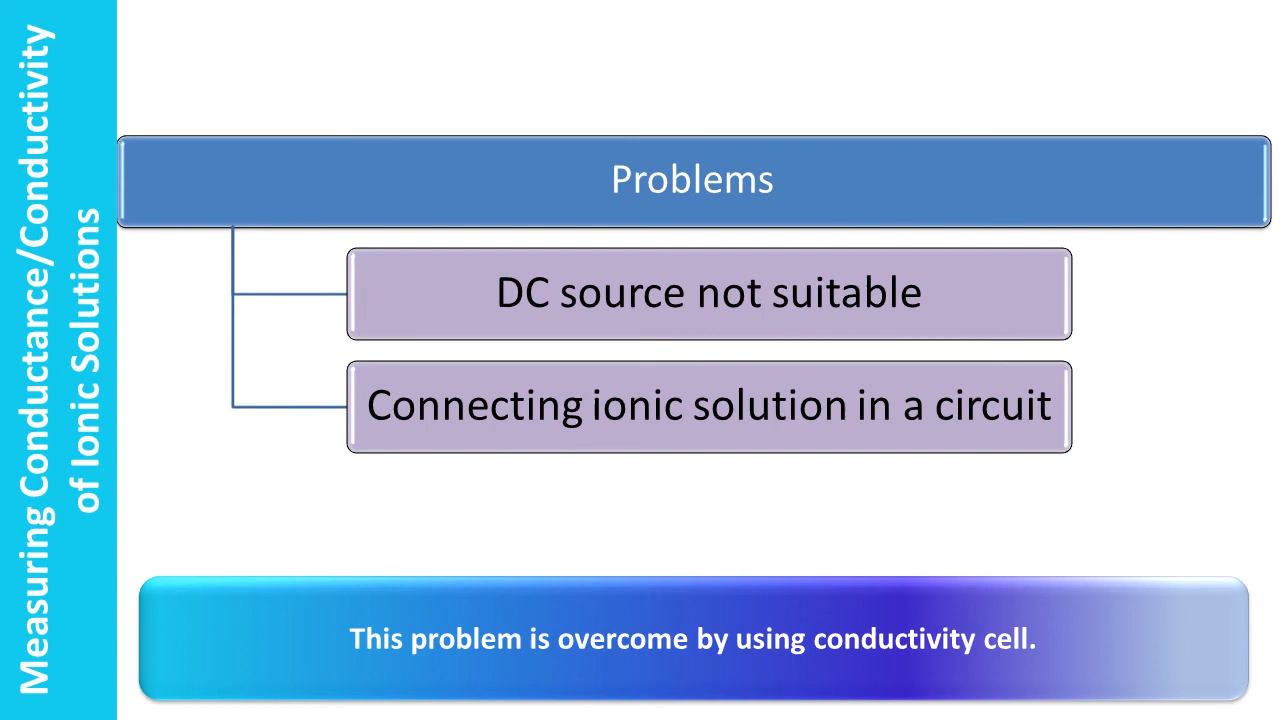 Measuring Conductance/Conductivity
of Ionic Solutions
Problems
DC source not suitable
Connecting ionic solution in a circuit
This problem is overcome by using conductivity cell.